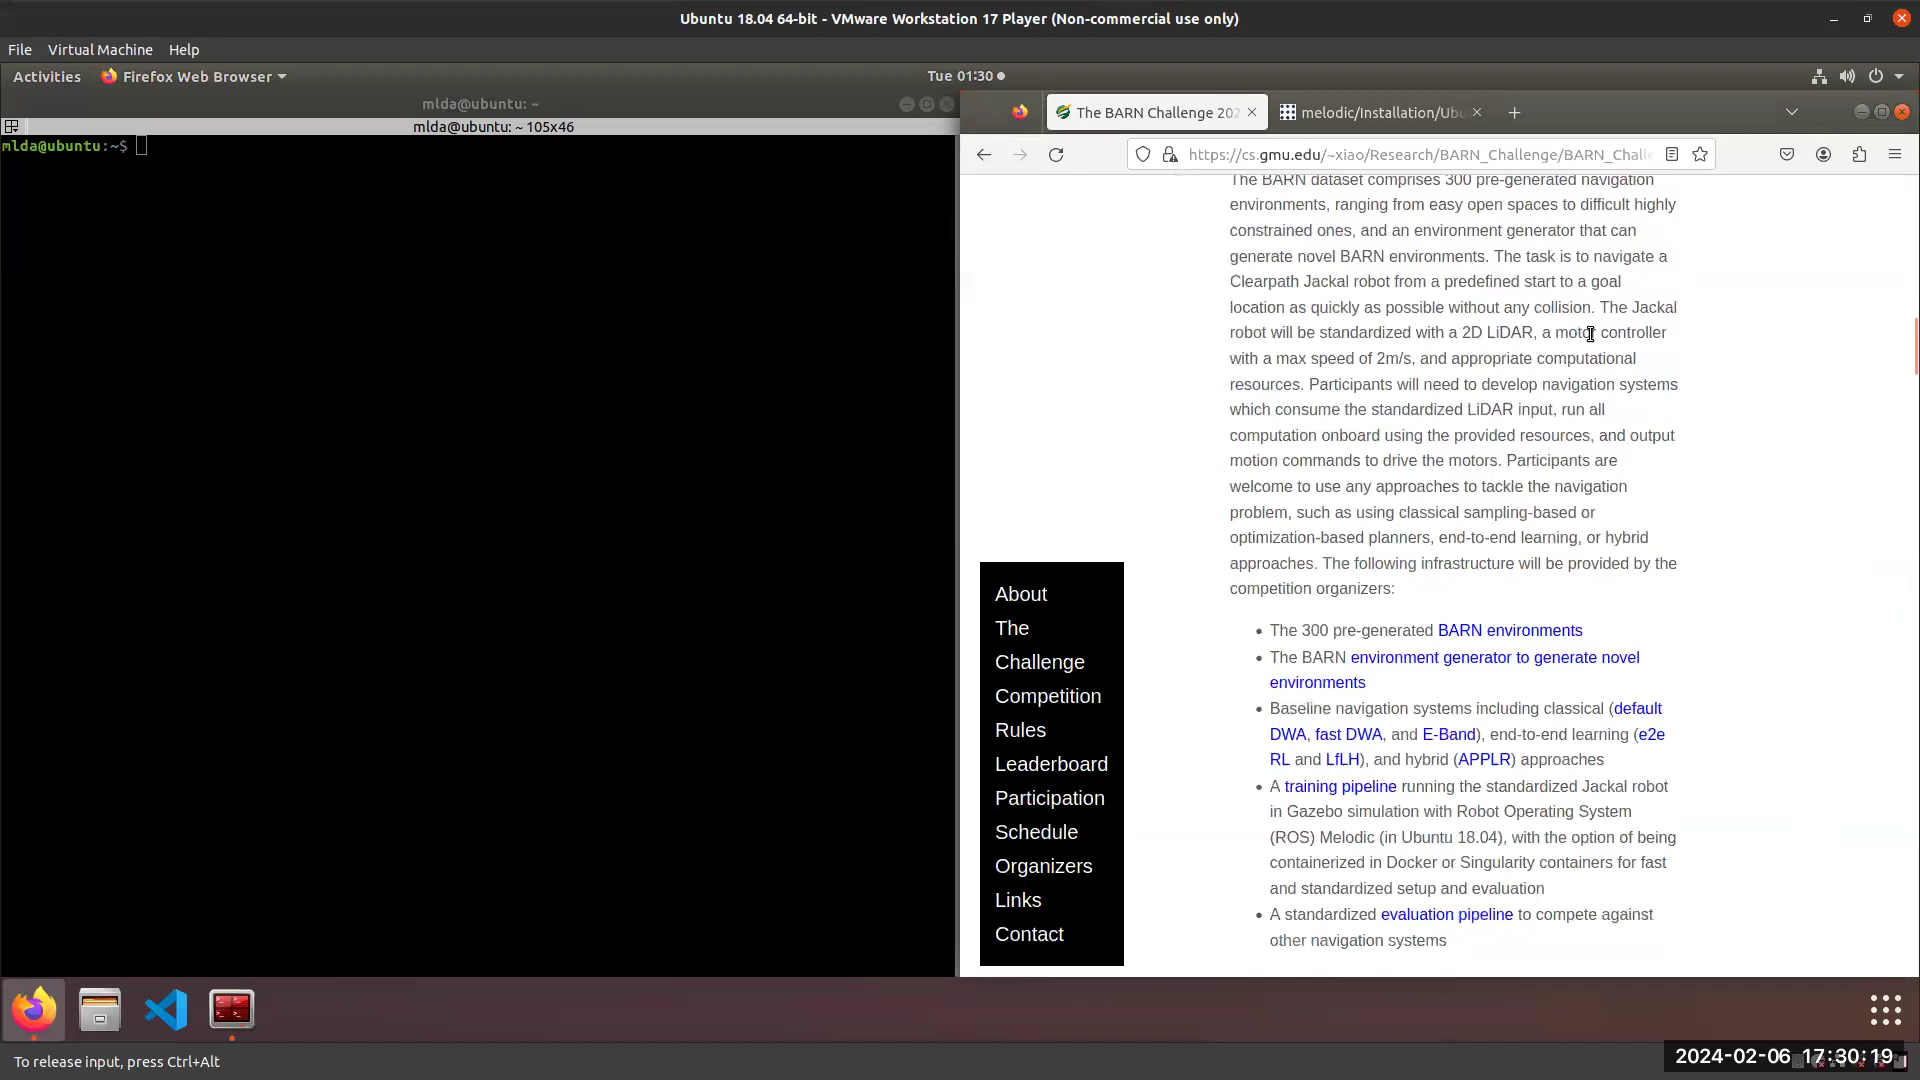 Ubuntu 18.04 64-bit - VMware Workstation 17 Player (Non-commercial use only)
File Virtual Machine Help
Activities Firefox Web Browser Tue 01:30
mlda@ubuntu: ~
mlda@ubuntu: ~ 105x46
mlda@ubuntu:~$
The BARN Challenge 202
melodic/Installation/Ubu
https://cs.gmu.edu/~xiao/Research/BARN_Challenge/BARN_Challe
The BARN dataset comprises 300 pre-generated navigation
environments, ranging from easy open spaces to difficult highly
constrained ones, and an environment generator that can
generate novel BARN environments. The task is to navigate a
Clearpath Jackal robot from a predefined start to a goal
location as quickly as possible without any collision. The Jackal
robot will be standardized with a 2D LiDAR, a motor controller
with a max speed of 2m/s, and appropriate computational
resources. Participants will need to develop navigation systems
which consume the standardized LiDAR input, run all
computation onboard using the provided resources, and output
motion commands to drive the motors. Participants are
welcome to use any approaches to tackle the navigation
problem, such as using classical sampling-based or
optimization-based planners, end-to-end learning, or hybrid
approaches. The following infrastructure will be provided by the
competition organizers:
• The 300 pre-generated BARN environments
• The BARN environment generator to generate novel
environments
• Baseline navigation systems including classical (default
DWA, fast DWA, and E-Band), end-to-end learning (e2e
RL and LfLH), and hybrid (APPLR) approaches
• A training pipeline running the standardized Jackal robot
in Gazebo simulation with Robot Operating System
(ROS) Melodic (in Ubuntu 18.04), with the option of being
containerized in Docker or Singularity containers for fast
and standardized setup and evaluation
• A standardized evaluation pipeline to compete against
other navigation systems
About
The
Challenge
Competition
Rules
Leaderboard
Participation
Schedule
Organizers
Links
Contact
To release input, press Ctrl+Alt
2024-02-06 17:30:19